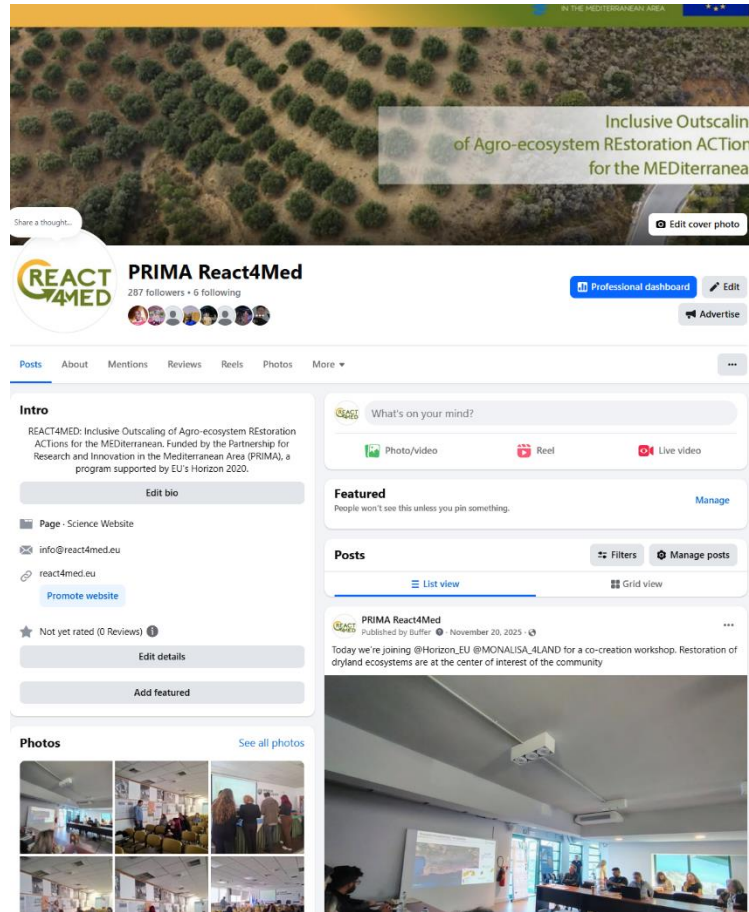 IN THE MEDITERRANEAN AREA
Inclusive Outscalin
of Agro-ecosystem REstoration ACTion
for the MEDiterranea
Share a thought...
Edit cover photo
REACT
4MED
PRIMA React4Med
287 followers • 6 following
Professional dashboard
Edit
Advertise
Posts
About
Mentions
Reviews
Reels
Photos
More
Intro
REACT4MED: Inclusive Outscaling of Agro-ecosystem REstoration
ACTions for the MEDiterranean. Funded by the Partnership for
Research and Innovation in the Mediterranean Area (PRIMA), a
program supported by EU's Horizon 2020.
Edit bio
Page · Science Website
info@react4med.eu
react4med.eu
Promote website
Not yet rated (0 Reviews)
Edit details
Add featured
Photos
See all photos
REACT
4MED
What's on your mind?
Photo/video
Reel
Live video
Featured
People won't see this unless you pin something.
Manage
Posts
Filters
Manage posts
List view
Grid view
REACT
4MED
PRIMA React4Med
Published by Buffer · November 20, 2025 ·
Today we're joining @Horizon_EU @MONALISA_4LAND for a co-creation workshop. Restoration of
dryland ecosystems are at the center of interest of the community